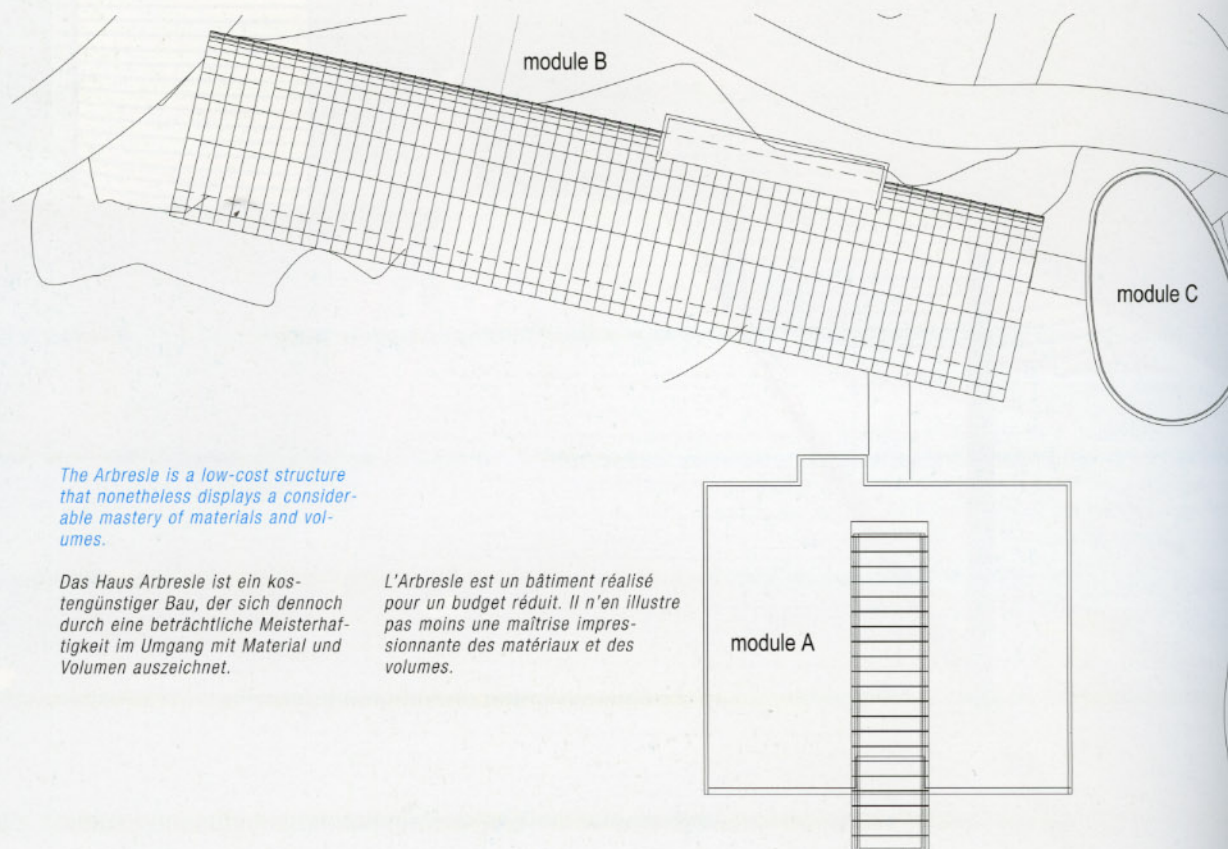 module B
module C
The Arbresle is a low-cost structure
that nonetheless displays a consider-
able mastery of materials and vol-
umes.
Das Haus Arbresle ist ein kos-
tengünstiger Bau, der sich dennoch
durch eine beträchtliche Meisterhaf-
tigkeit im Umgang mit Material und
Volumen auszeichnet.
L'Arbresle est un bâtiment réalisé
pour un budget réduit. Il n'en illustre
pas moins une maîtrise impres-
sionnante des matériaux et des
volumes.
module A